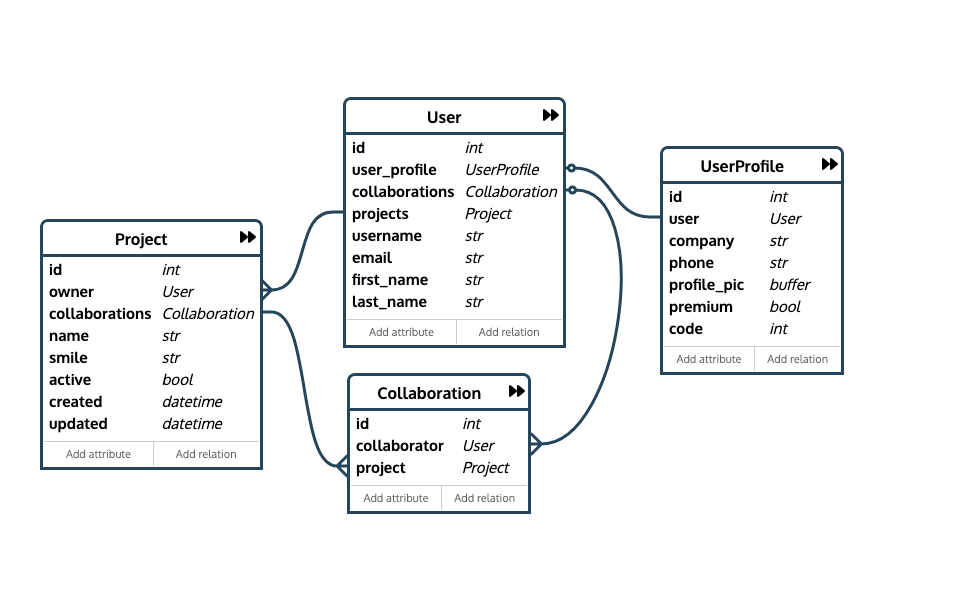 User
id int
user_profile UserProfile
collaborations Collaboration
projects Project
username str
email str
first_name str
last_name str
Add attribute Add relation
UserProfile
id int
user User
company str
phone str
profile_pic buffer
premium bool
code int
Add attribute Add relation
Project
id int
owner User
collaborations Collaboration
name str
smile str
active bool
created datetime
updated datetime
Add attribute Add relation
Collaboration
id int
collaborator User
project Project
Add attribute Add relation